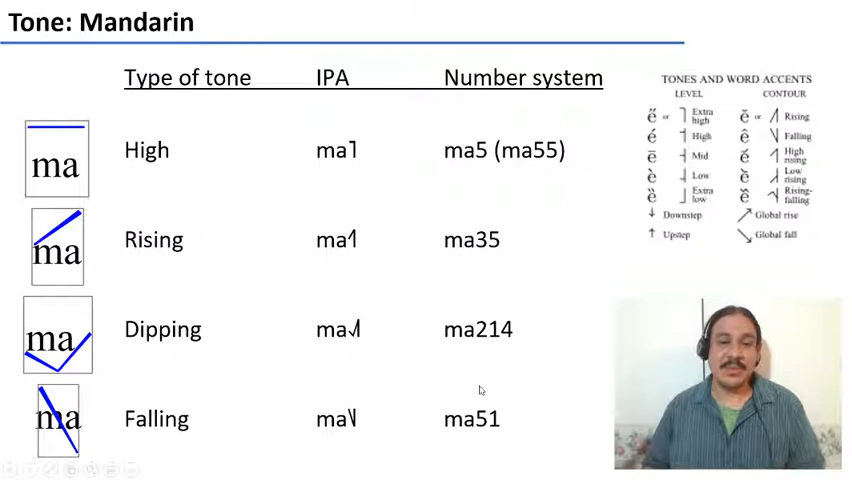 Tone: Mandarin
Type of tone IPA Number system
ma High ma˥ ma5 (ma55)
ma Rising ma˧˥ ma35
ma Dipping ma˨˩˦ ma214
ma Falling ma˥˩ ma51
TONES AND WORD ACCENTS
LEVEL CONTOUR
e̋ or ˥ Extra high ě or ˩˥ Rising
é ˦ High ê ˥˩ Falling
ē ˧ Mid e᷄ ˦˥ High rising
è ˨ Low e᷅ ˩˨ Low rising
ȅ ˩ Extra low e᷈ ˧˦˧ Rising-falling
↓ Downstep ↗ Global rise
↑ Upstep ↘ Global fall